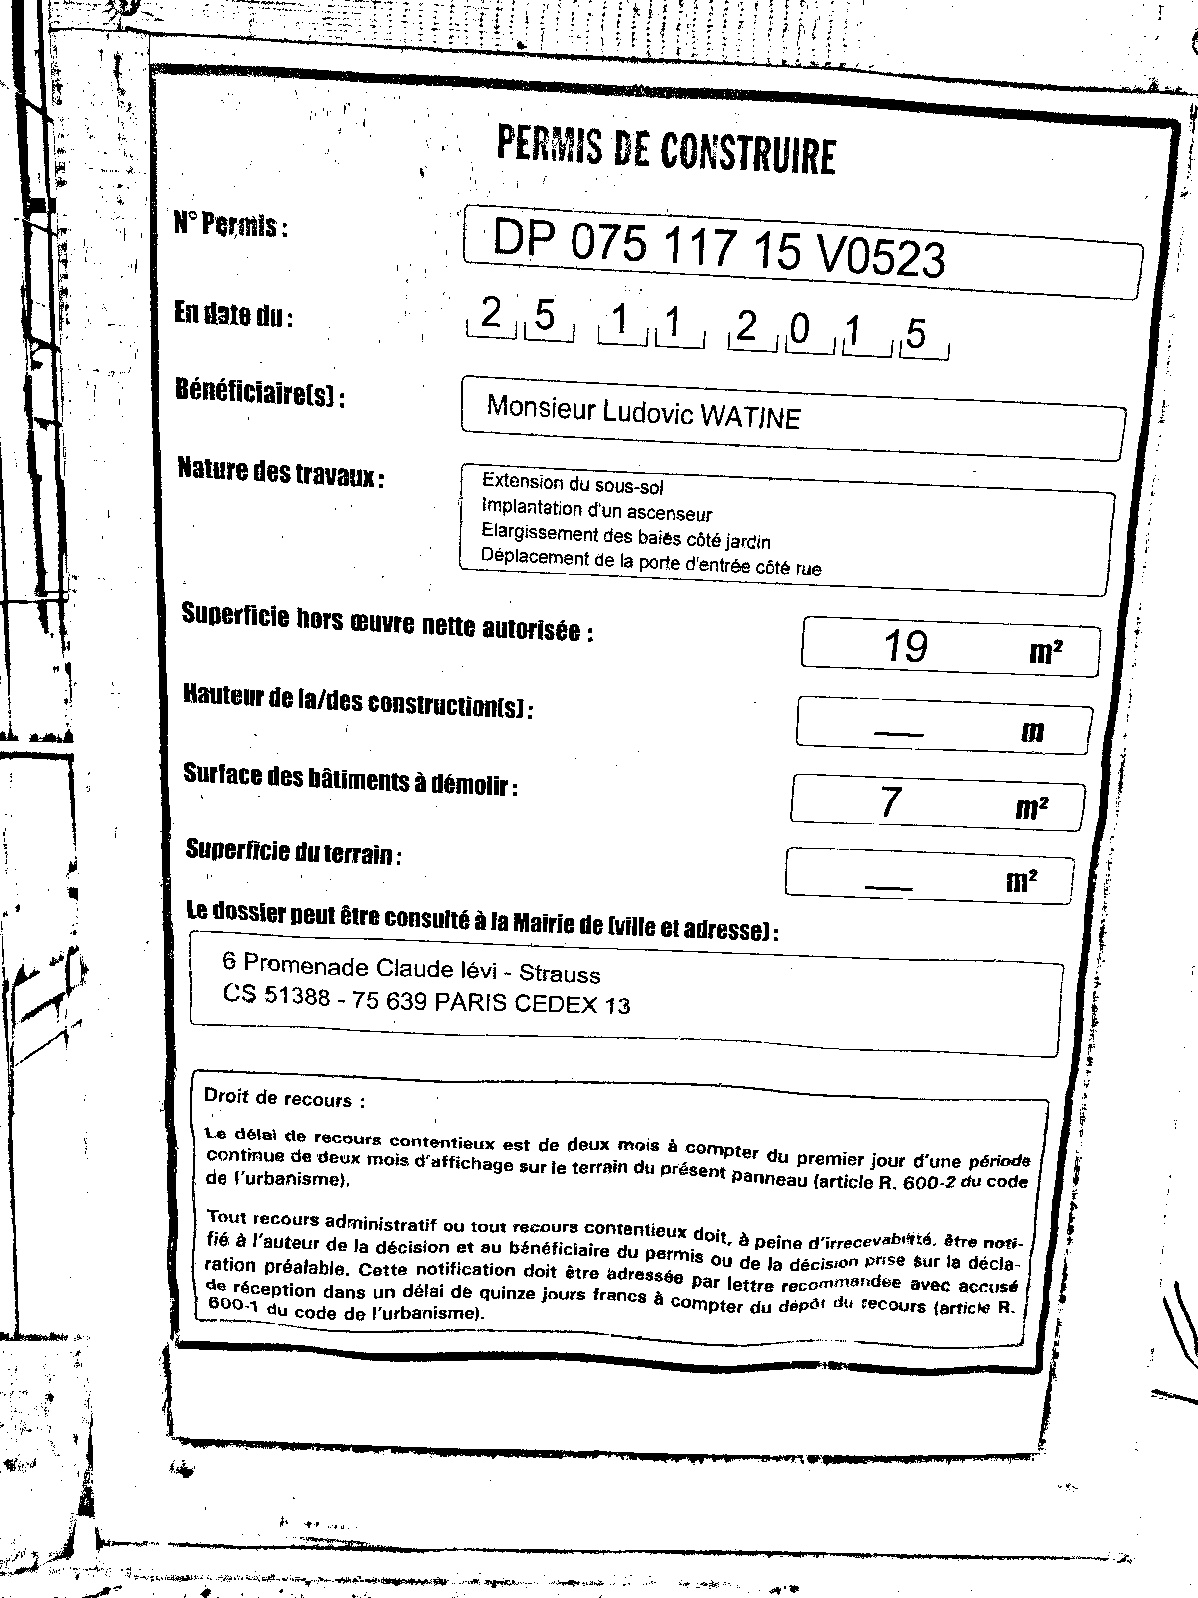 PERMIS DE CONSTRUIRE
N° Permis :
DP 075 117 15 V0523
En date du :
2 5 1 1 2 0 1 5
Bénéficiaire(s) :
Monsieur Ludovic WATINE
Nature des travaux :
Extension du sous-sol
Implantation d'un ascenseur
Elargissement des baies côté jardin
Déplacement de la porte d'entrée côté rue
Superficie hors œuvre nette autorisée :
19 m²
Hauteur de la/des construction(s) :
— m
Surface des bâtiments à démolir :
7 m²
Superficie du terrain :
— m²
Le dossier peut être consulté à la Mairie de (ville et adresse) :
6 Promenade Claude lévi - Strauss
CS 51388 - 75 639 PARIS CEDEX 13
Droit de recours :
Le délai de recours contentieux est de deux mois à compter du premier jour d'une période
continue de deux mois d'affichage sur le terrain du présent panneau (article R. 600-2 du code
de l'urbanisme).
Tout recours administratif ou tout recours contentieux doit, à peine d'irrecevabilité, être noti-
fié à l'auteur de la décision et au bénéficiaire du permis ou de la décision prise sur la décla-
ration préalable. Cette notification doit être adressée par lettre recommandée avec accusé
de réception dans un délai de quinze jours francs à compter du dépôt du recours (article R.
600-1 du code de l'urbanisme).